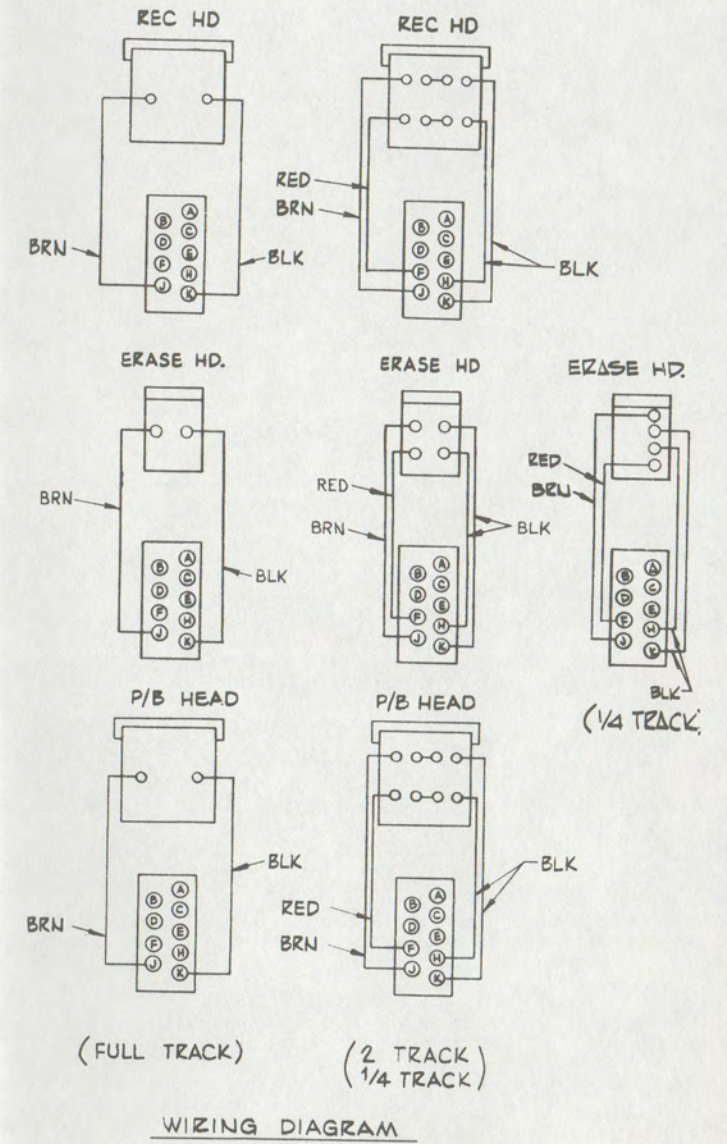 REC HD
REC HD
RED
BRN
BRN
BLK
BLK
B A
D C
F E
J H
K
B A
D C
F E
J H
K
ERASE HD.
ERASE HD
ERASE HD.
RED
BRN
BRN
RED
BRN
BLK
BLK
B A
D C
F E
J H
K
B A
D C
F E
J H
K
B A
D C
F E
J H
K
BLK
(1/4 TRACK)
P/B HEAD
P/B HEAD
BLK
BLK
RED
BRN
BRN
B A
D C
F E
J H
K
B A
D C
F E
J H
K
(FULL TRACK)
(2 TRACK
1/4 TRACK)
WIRING DIAGRAM